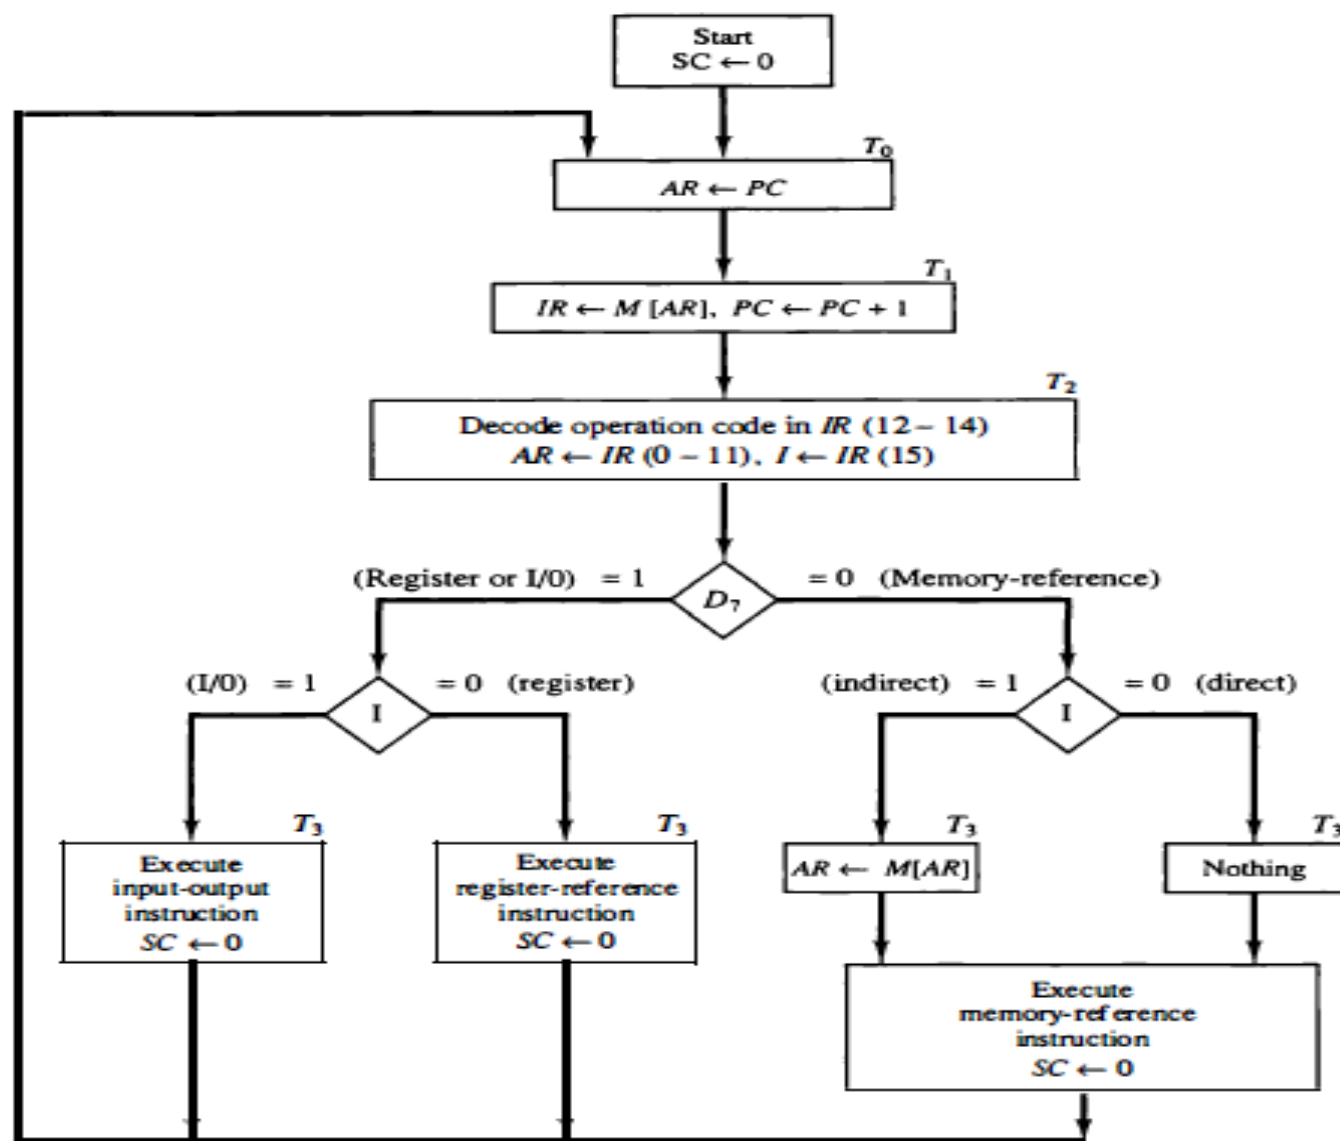 Start
SC ← 0
T₀
AR ← PC
T₁
IR ← M [AR], PC ← PC + 1
T₂
Decode operation code in IR (12 – 14)
AR ← IR (0 – 11), I ← IR (15)
(Register or I/0) = 1
D₇
= 0 (Memory-reference)
(I/0) = 1
I
= 0 (register)
(indirect) = 1
I
= 0 (direct)
T₃
Execute
input-output
instruction
SC ← 0
T₃
Execute
register-reference
instruction
SC ← 0
T₃
AR ← M[AR]
T₃
Nothing
Execute
memory-reference
instruction
SC ← 0